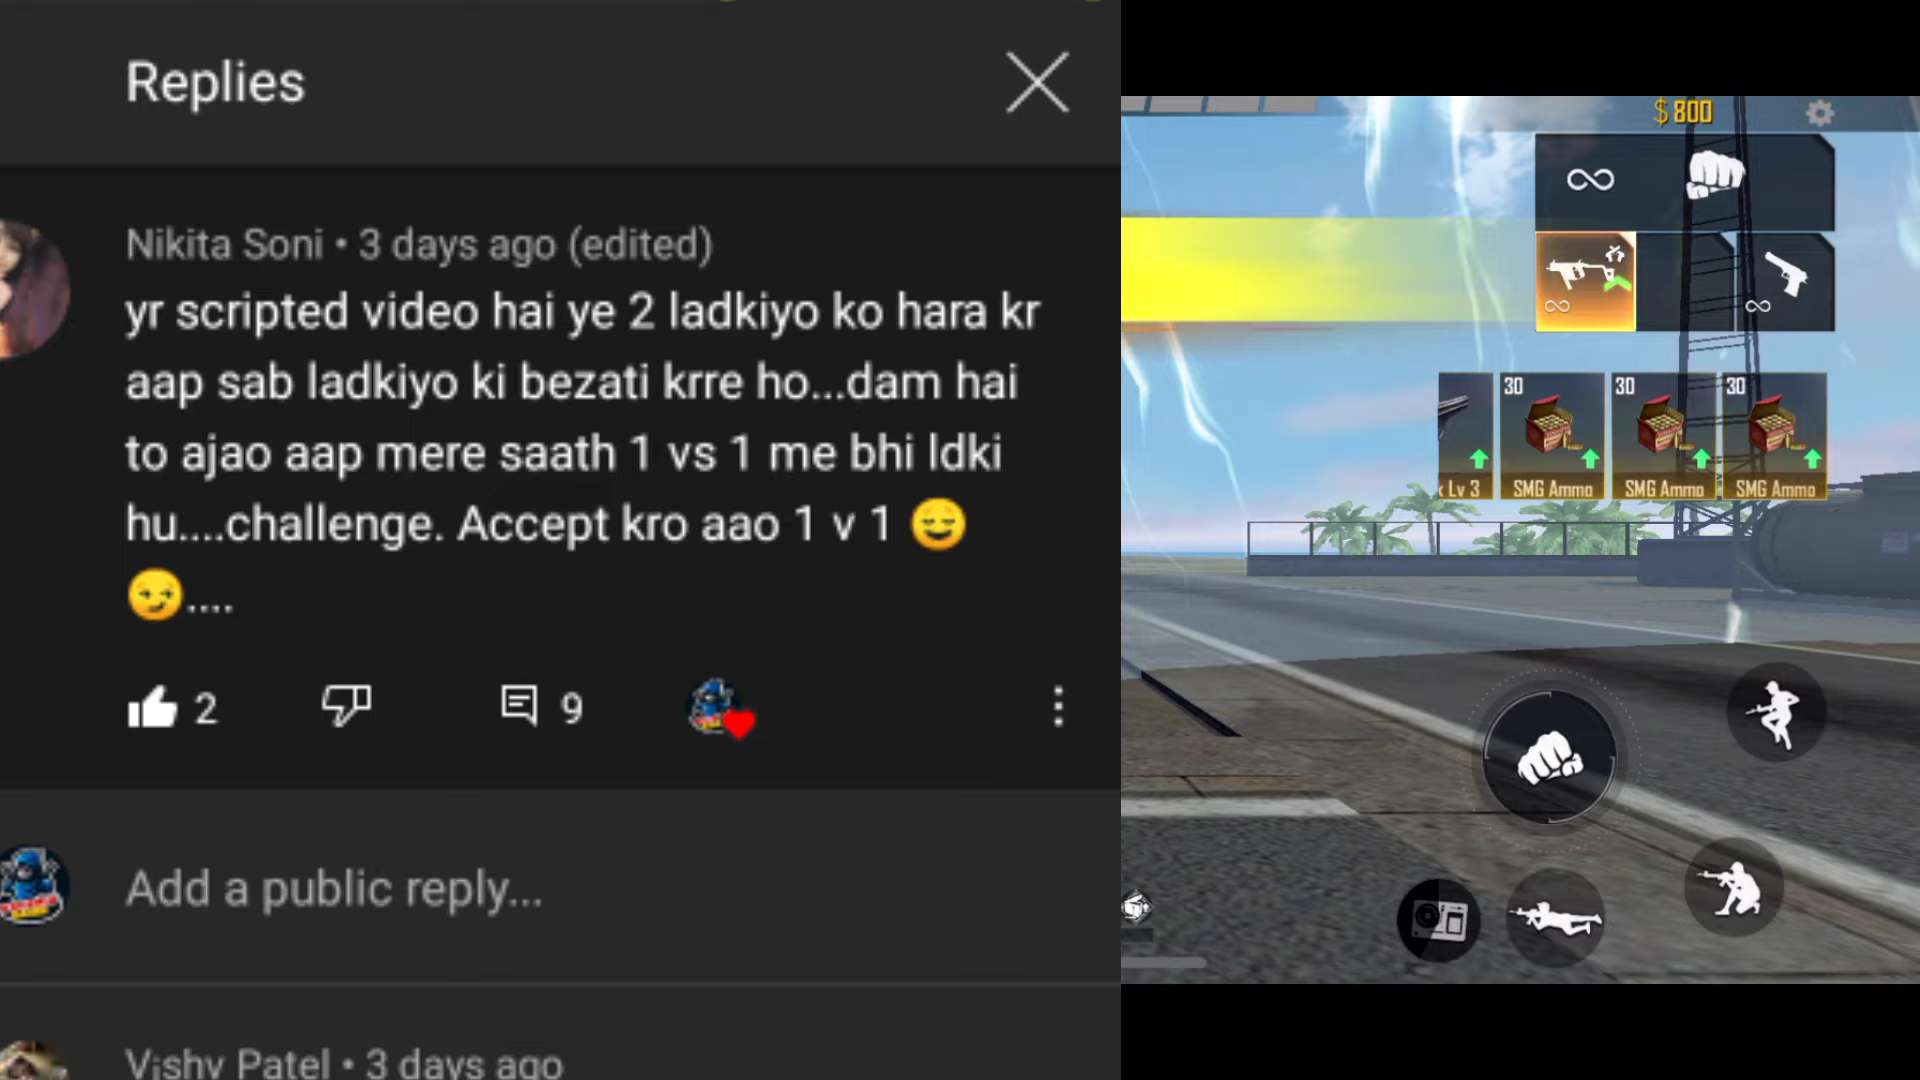 Replies
Nikita Soni • 3 days ago (edited)
yr scripted video hai ye 2 ladkiyo ko hara kr
aap sab ladkiyo ki bezati krre ho...dam hai
to ajao aap mere saath 1 vs 1 me bhi ldki
hu....challenge. Accept kro aao 1 v 1 😌
😏....
2
9
Add a public reply...
Vishv Patel • 3 days ago
$ 800
30
30
30
Lv 3
SMG Ammo
SMG Ammo
SMG Ammo